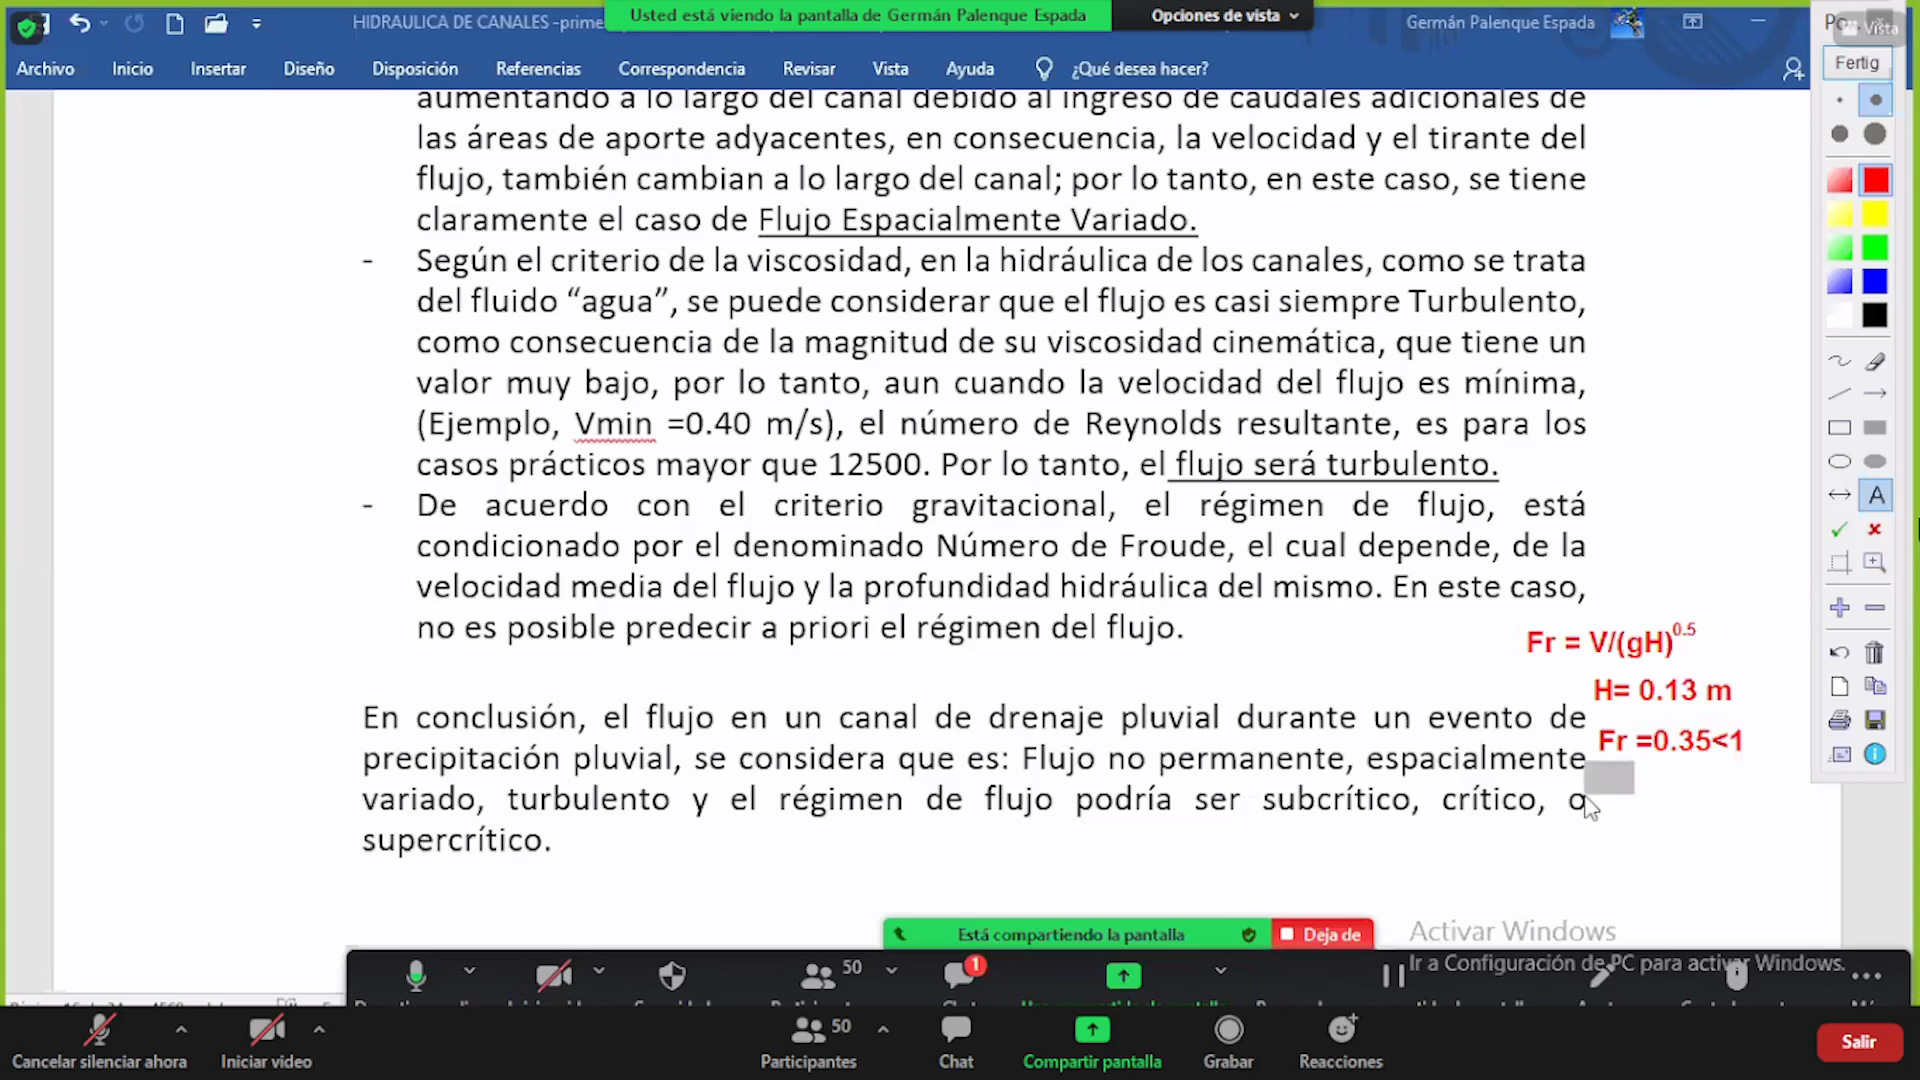 HIDRAULICA DE CANALES -prime
Usted está viendo la pantalla de Germán Palenque Espada
Opciones de vista
Germán Palenque Espada
Vista
Archivo Inicio Insertar Diseño Disposición Referencias Correspondencia Revisar Vista Ayuda ¿Qué desea hacer?
Fertig
aumentando a lo largo del canal debido al ingreso de caudales adicionales de
las áreas de aporte adyacentes, en consecuencia, la velocidad y el tirante del
flujo, también cambian a lo largo del canal; por lo tanto, en este caso, se tiene
claramente el caso de Flujo Espacialmente Variado.
- Según el criterio de la viscosidad, en la hidráulica de los canales, como se trata
del fluido “agua”, se puede considerar que el flujo es casi siempre Turbulento,
como consecuencia de la magnitud de su viscosidad cinemática, que tiene un
valor muy bajo, por lo tanto, aun cuando la velocidad del flujo es mínima,
(Ejemplo, Vmin =0.40 m/s), el número de Reynolds resultante, es para los
casos prácticos mayor que 12500. Por lo tanto, el flujo será turbulento.
- De acuerdo con el criterio gravitacional, el régimen de flujo, está
condicionado por el denominado Número de Froude, el cual depende, de la
velocidad media del flujo y la profundidad hidráulica del mismo. En este caso,
no es posible predecir a priori el régimen del flujo.
Fr = V/(gH)^0.5
H= 0.13 m
Fr =0.35<1
En conclusión, el flujo en un canal de drenaje pluvial durante un evento de
precipitación pluvial, se considera que es: Flujo no permanente, espacialmente
variado, turbulento y el régimen de flujo podría ser subcrítico, crítico, o
supercrítico.
A
Está compartiendo la pantalla
Deja de
Activar Windows
Ir a Configuración de PC para activar Windows.
50
1
50
Cancelar silenciar ahora
Iniciar video
Participantes
Chat
Compartir pantalla
Grabar
Reacciones
Salir